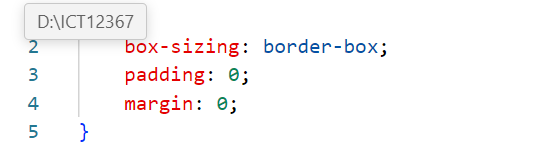 D:\ICT12367
2 box-sizing: border-box;
3 padding: 0;
4 margin: 0;
5 }